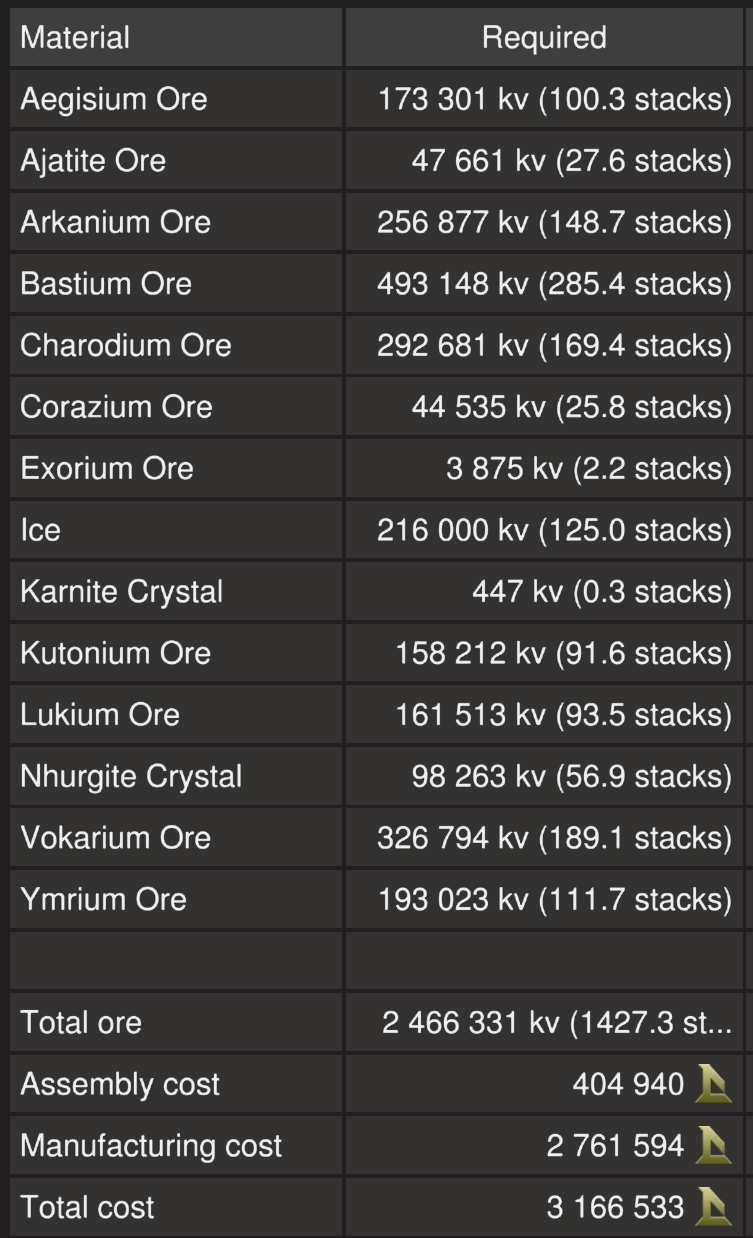 Material Required
Aegisium Ore 173 301 kv (100.3 stacks)
Ajatite Ore 47 661 kv (27.6 stacks)
Arkanium Ore 256 877 kv (148.7 stacks)
Bastium Ore 493 148 kv (285.4 stacks)
Charodium Ore 292 681 kv (169.4 stacks)
Corazium Ore 44 535 kv (25.8 stacks)
Exorium Ore 3 875 kv (2.2 stacks)
Ice 216 000 kv (125.0 stacks)
Karnite Crystal 447 kv (0.3 stacks)
Kutonium Ore 158 212 kv (91.6 stacks)
Lukium Ore 161 513 kv (93.5 stacks)
Nhurgite Crystal 98 263 kv (56.9 stacks)
Vokarium Ore 326 794 kv (189.1 stacks)
Ymrium Ore 193 023 kv (111.7 stacks)
Total ore 2 466 331 kv (1427.3 st...
Assembly cost 404 940
Manufacturing cost 2 761 594
Total cost 3 166 533